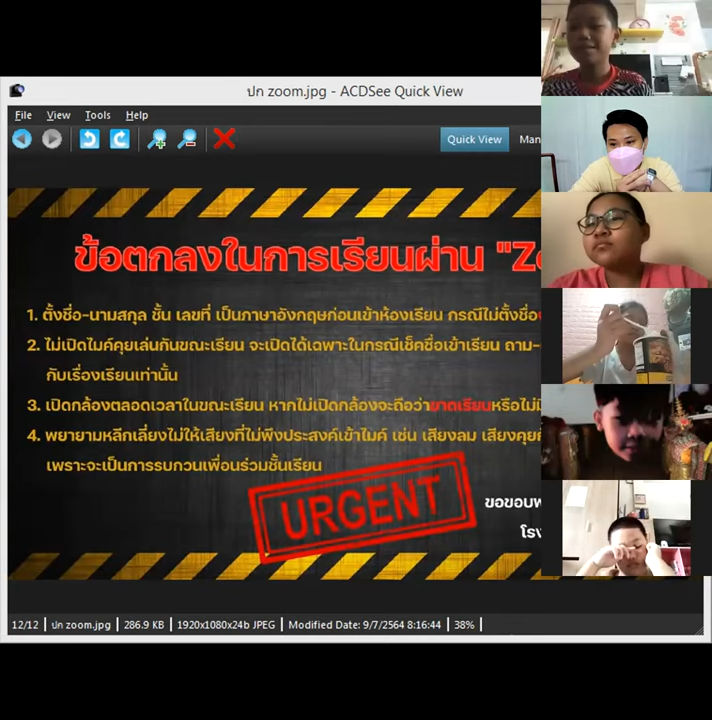 ปก zoom.jpg - ACDSee Quick View
File View Tools Help
Quick View
ข้อตกลงในการเรียนผ่าน
1. ตั้งชื่อ-นามสกุล ชั้น เลขที่ เป็นภาษาอังกฤษก่อนเข้าห้องเรียน กรณีไม่ตั้งชื่อ
2. ไม่เปิดไมค์คุยเล่นกันขณะเรียน จะเปิดได้เฉพาะในกรณีเช็คชื่อเข้าเรียน ถาม-
กับเรื่องเรียนเท่านั้น
3. เปิดกล้องตลอดเวลาในขณะเรียน หากไม่เปิดกล้องจะถือว่าขาดเรียนหรือไม่
4. พยายามหลีกเลี่ยงไม่ให้เสียงที่ไม่พึงประสงค์เข้าไมค์ เช่น เสียงลม เสียงคุย
เพราะจะเป็นการรบกวนเพื่อนร่วมชั้นเรียน
URGENT
12/12 ปก zoom.jpg 286.9 KB 1920x1080x24b JPEG Modified Date: 9/7/2564 8:16:44 38%